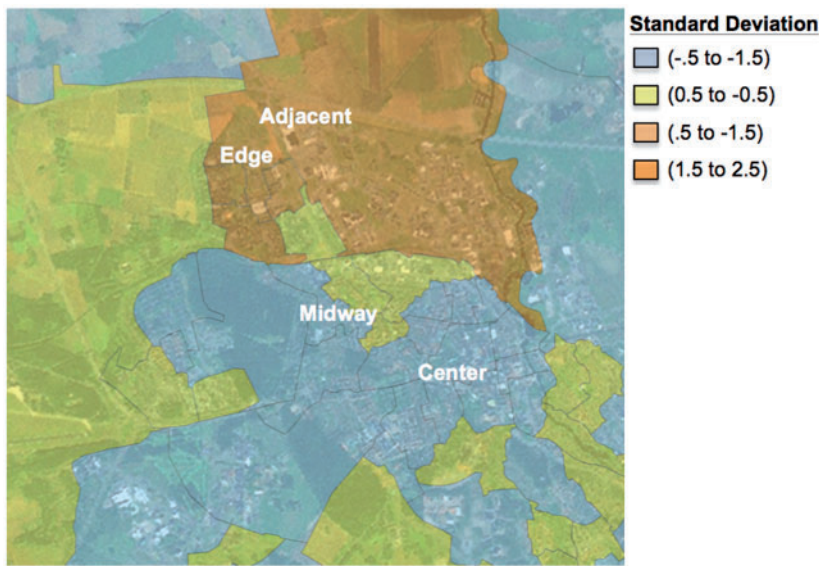 Standard Deviation
(-.5 to -1.5)
(0.5 to -0.5)
(.5 to -1.5)
(1.5 to 2.5)
Adjacent
Edge
Midway
Center